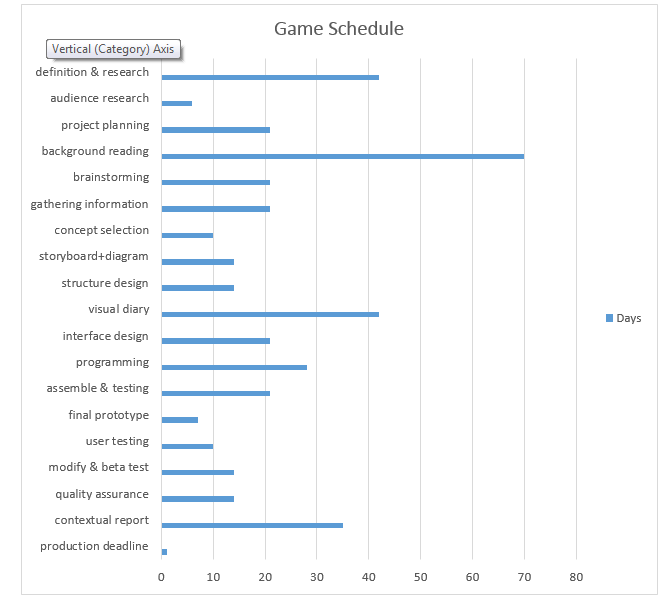 Game Schedule
Vertical (Category) Axis
definition & research
audience research
project planning
background reading
brainstorming
gathering information
concept selection
storyboard+diagram
structure design
visual diary
Days
interface design
programming
assemble & testing
final prototype
user testing
modify & beta test
quality assurance
contextual report
production deadline
0 10 20 30 40 50 60 70 80